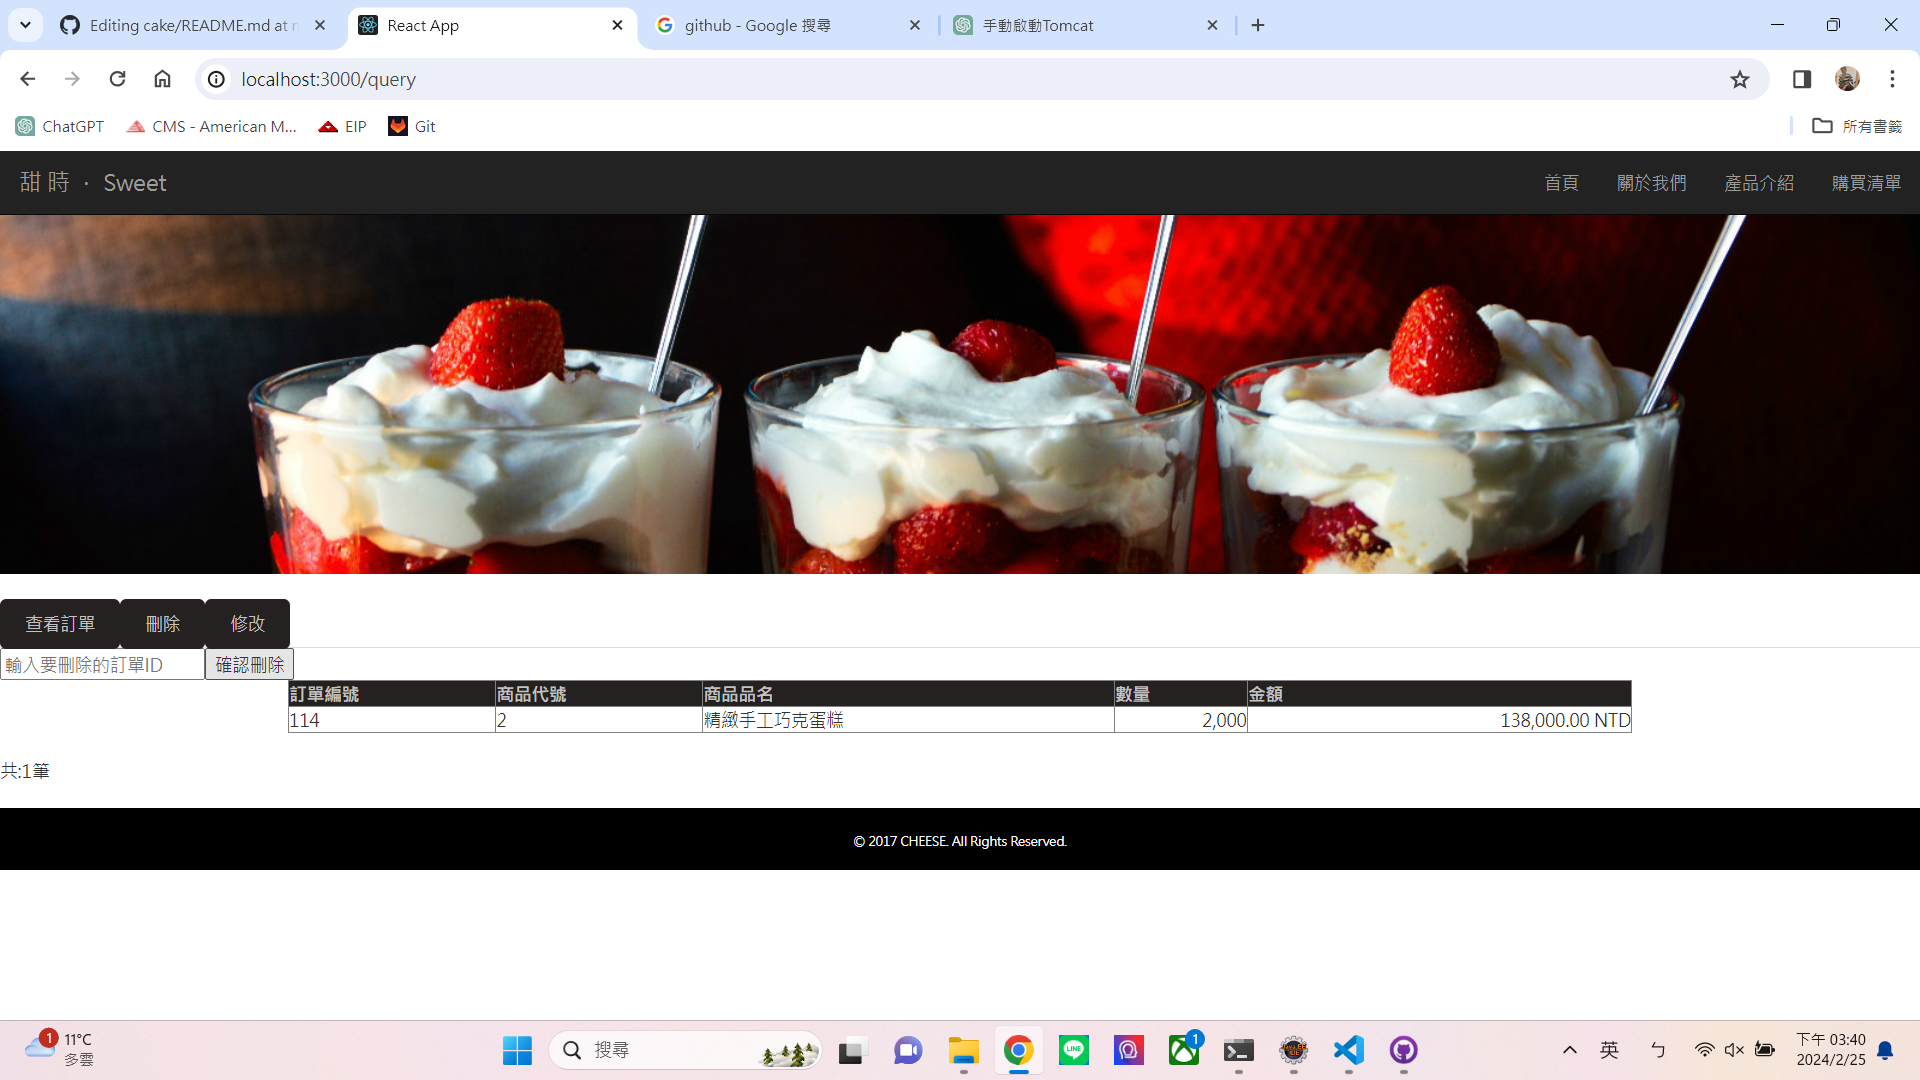 Editing cake/README.md at m
React App
github - Google 搜尋
手動啟動Tomcat
localhost:3000/query
ChatGPT
CMS - American M...
EIP
Git
所有書籤
甜 時 · Sweet
首頁
關於我們
產品介紹
購買清單
查看訂單
刪除
修改
輸入要刪除的訂單ID
確認刪除
訂單編號 商品代號 商品品名 數量 金額
114 2 精緻手工巧克蛋糕 2,000 138,000.00 NTD
共:1筆
© 2017 CHEESE. All Rights Reserved.
1
11°C
多雲
搜尋
LINE
1
英
ㄅ
下午 03:40
2024/2/25